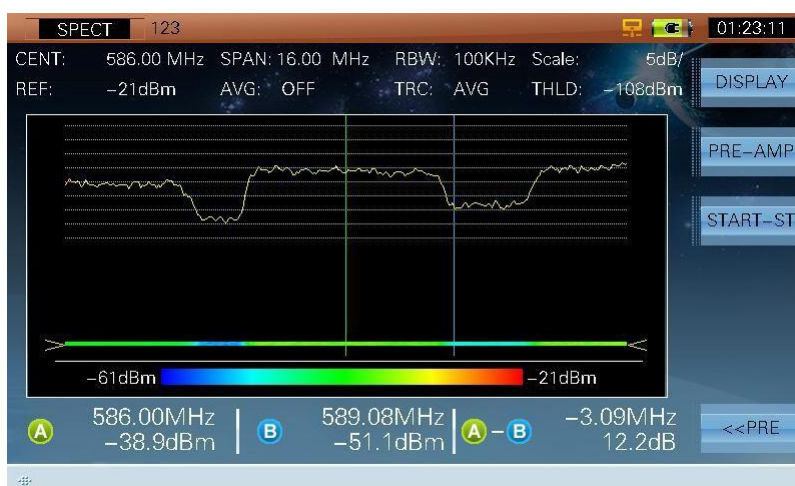 SPECT 123 01:23:11
CENT: 586.00 MHz SPAN: 16.00 MHz RBW: 100KHz Scale: 5dB/
REF: −21dBm AVG: OFF TRC: AVG THLD: −108dBm
DISPLAY
PRE−AMP
START−ST
−61dBm −21dBm
A 586.00MHz B 589.08MHz A−B −3.09MHz
−38.9dBm −51.1dBm 12.2dB
<<PRE